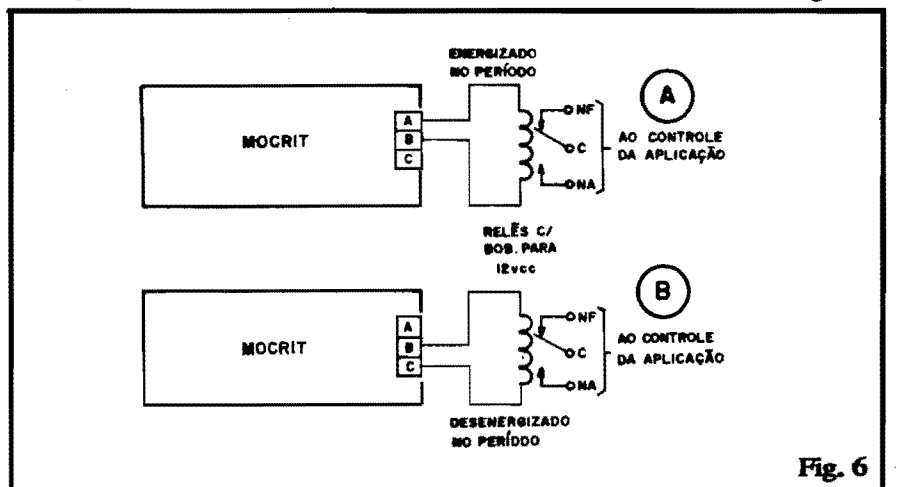 ENERGIZADO
NO PERÍODO
A
MOCRIT
A
B
C
NF
C
NA
AO CONTROLE
DA APLICAÇÃO
RELÊS C/
BOB. PARA
12vcc
B
MOCRIT
A
B
C
NF
C
NA
AO CONTROLE
DA APLICAÇÃO
DESENERGIZADO
NO PERÍODO
Fig. 6